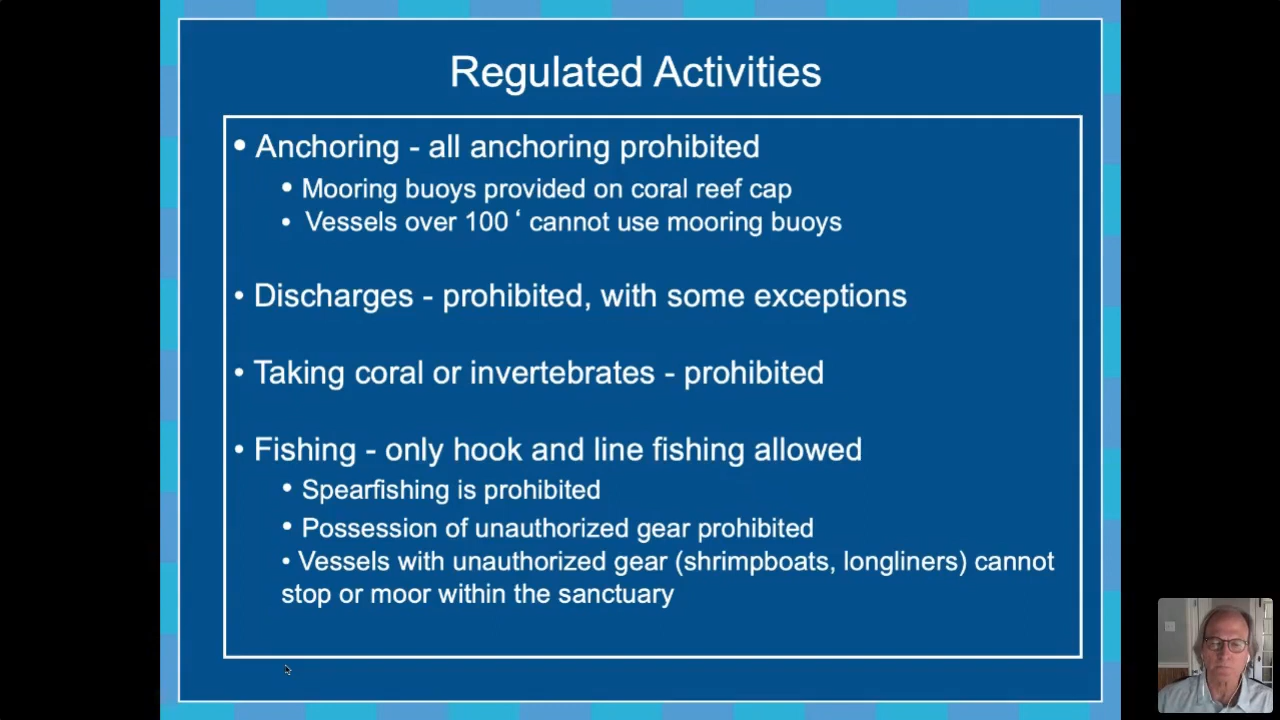 Regulated Activities
• Anchoring - all anchoring prohibited
• Mooring buoys provided on coral reef cap
• Vessels over 100 ‘ cannot use mooring buoys
• Discharges - prohibited, with some exceptions
• Taking coral or invertebrates - prohibited
• Fishing - only hook and line fishing allowed
• Spearfishing is prohibited
• Possession of unauthorized gear prohibited
• Vessels with unauthorized gear (shrimpboats, longliners) cannot
stop or moor within the sanctuary